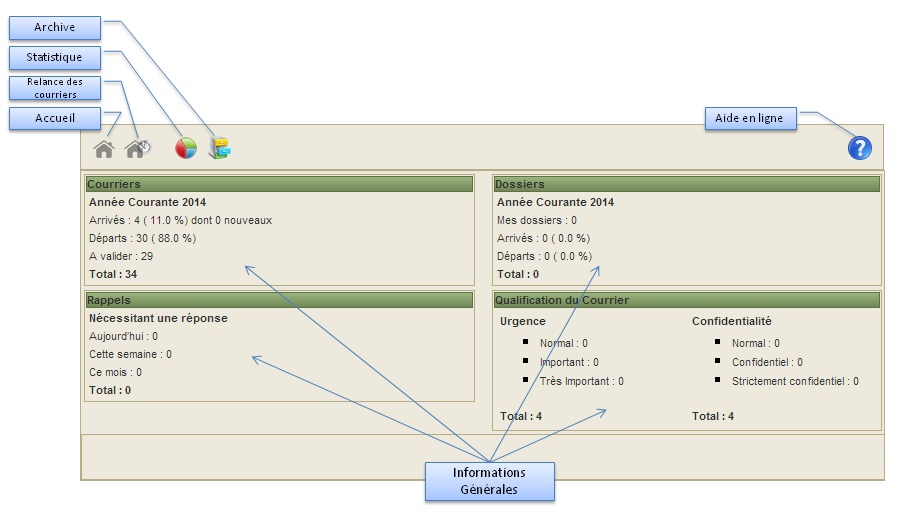 Archive
Statistique
Relance des
courriers
Accueil
Aide en ligne
?
Courriers
Année Courante 2014
Arrivés : 4 ( 11.0 %) dont 0 nouveaux
Départs : 30 ( 88.0 %)
A valider : 29
Total : 34
Dossiers
Année Courante 2014
Mes dossiers : 0
Arrivés : 0 ( 0.0 %)
Départs : 0 ( 0.0 %)
Total : 0
Rappels
Nécessitant une réponse
Aujourd'hui : 0
Cette semaine : 0
Ce mois : 0
Total : 0
Qualification du Courrier
Urgence
Normal : 0
Important : 0
Très Important : 0
Total : 4
Confidentialité
Normal : 0
Confidentiel : 0
Strictement confidentiel : 0
Total : 4
Informations
Générales